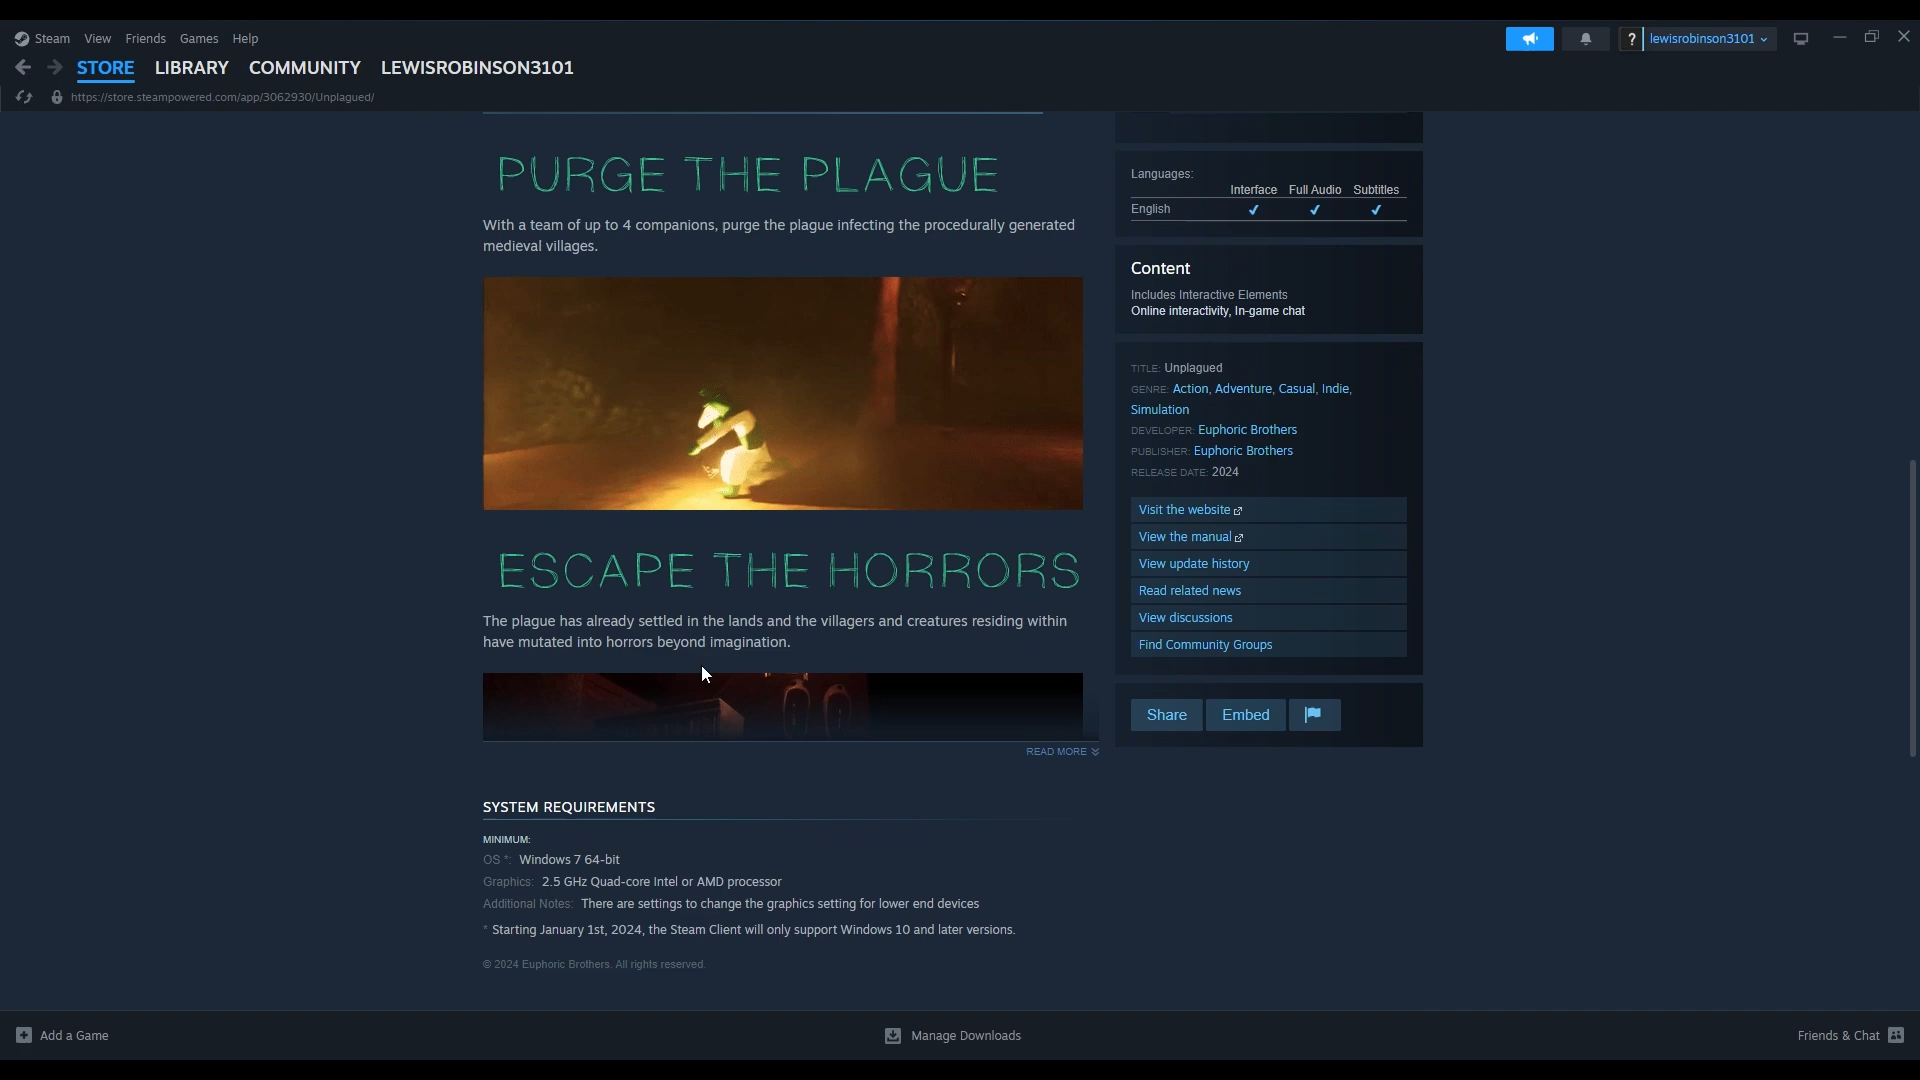 Steam View Friends Games Help
? lewisrobinson3101
STORE LIBRARY COMMUNITY LEWISROBINSON3101
https://store.steampowered.com/app/3062930/Unplagued/
PURGE THE PLAGUE
With a team of up to 4 companions, purge the plague infecting the procedurally generated
medieval villages.
ESCAPE THE HORRORS
The plague has already settled in the lands and the villagers and creatures residing within
have mutated into horrors beyond imagination.
READ MORE
SYSTEM REQUIREMENTS
MINIMUM:
OS *: Windows 7 64-bit
Graphics: 2.5 GHz Quad-core Intel or AMD processor
Additional Notes: There are settings to change the graphics setting for lower end devices
* Starting January 1st, 2024, the Steam Client will only support Windows 10 and later versions.
© 2024 Euphoric Brothers. All rights reserved.
Languages:
Interface Full Audio Subtitles
English ✔ ✔ ✔
Content
Includes Interactive Elements
Online interactivity, In-game chat
TITLE: Unplagued
GENRE: Action, Adventure, Casual, Indie,
Simulation
DEVELOPER: Euphoric Brothers
PUBLISHER: Euphoric Brothers
RELEASE DATE: 2024
Visit the website
View the manual
View update history
Read related news
View discussions
Find Community Groups
Share Embed
Add a Game
Manage Downloads
Friends & Chat